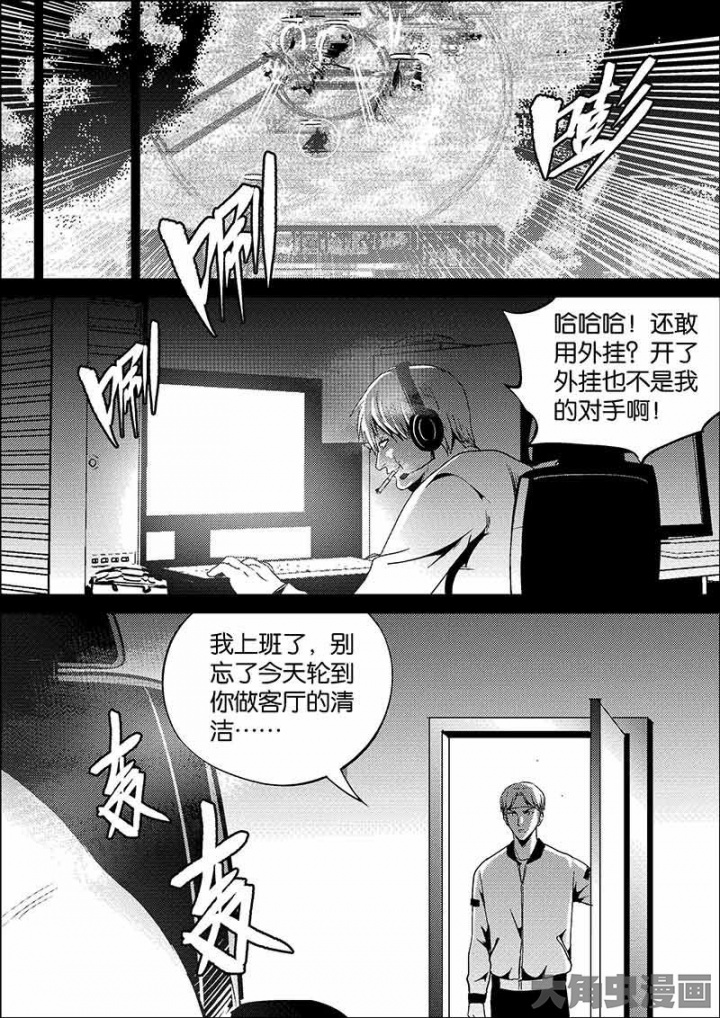 嘭
唰
唰
哈哈哈！还敢
用外挂？开了
外挂也不是我
的对手啊！
我上班了，别
忘了今天轮到
你做客厅的清
洁……
轰
轰
大角虫漫画